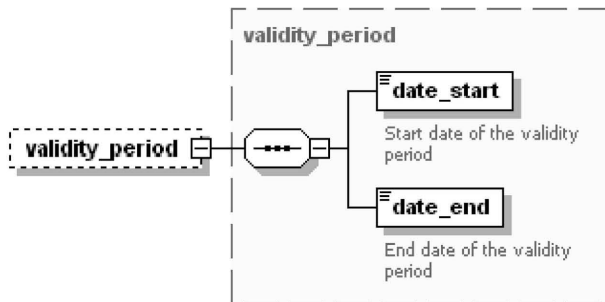 validity_period
date_start
Start date of the validity
period
validity_period
date_end
End date of the validity
period